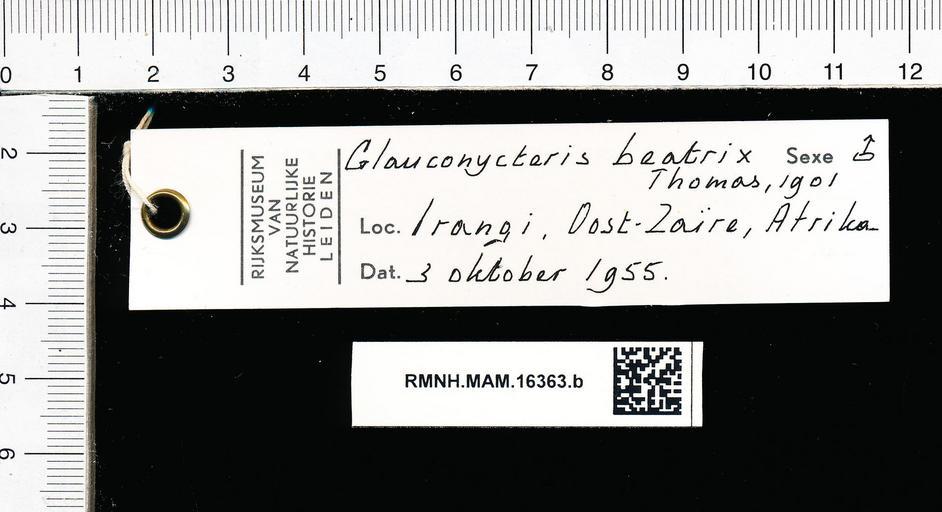 0 1 2 3 4 5 6 7 8 9 10 11 12
2
3
4
5
6
RIJKSMUSEUM
VAN
NATUURLIJKE
HISTORIE
LEIDEN
Glauconycteris beatrix Sexe ♂
Thomas, 1901
Loc. Irangi, Oost-Zaïre, Afrika
Dat. 3 oktober 1955.
RMNH.MAM.16363.b